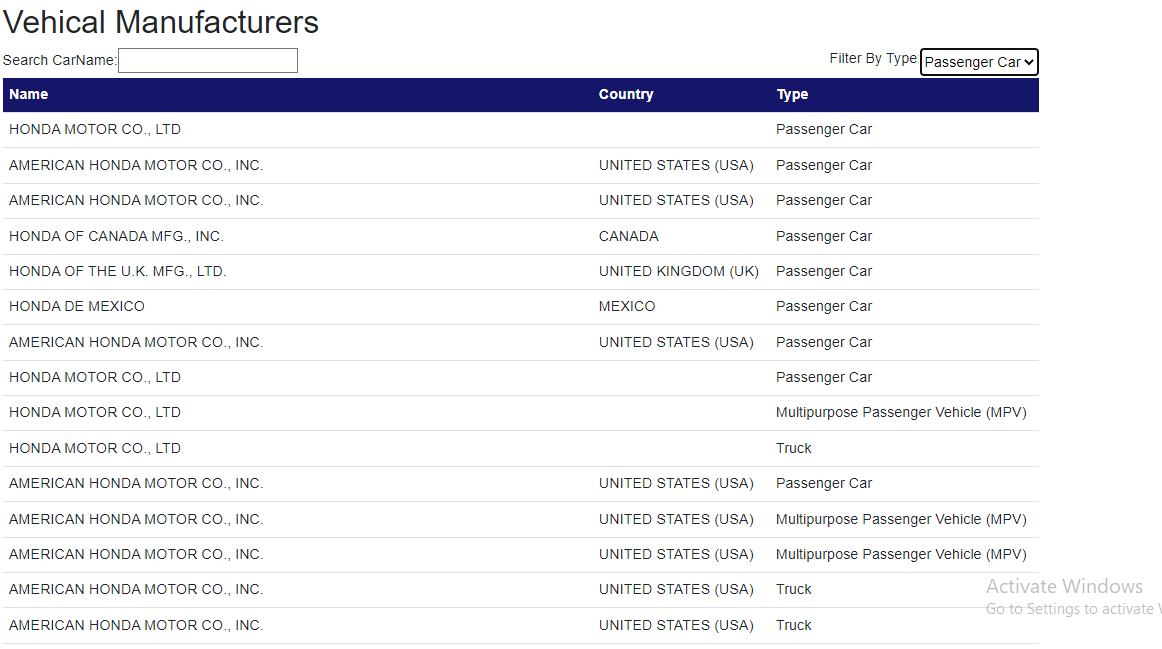 Vehical Manufacturers
Search CarName: Filter By Type Passenger Car
Name Country Type
HONDA MOTOR CO., LTD Passenger Car
AMERICAN HONDA MOTOR CO., INC. UNITED STATES (USA) Passenger Car
AMERICAN HONDA MOTOR CO., INC. UNITED STATES (USA) Passenger Car
HONDA OF CANADA MFG., INC. CANADA Passenger Car
HONDA OF THE U.K. MFG., LTD. UNITED KINGDOM (UK) Passenger Car
HONDA DE MEXICO MEXICO Passenger Car
AMERICAN HONDA MOTOR CO., INC. UNITED STATES (USA) Passenger Car
HONDA MOTOR CO., LTD Passenger Car
HONDA MOTOR CO., LTD Multipurpose Passenger Vehicle (MPV)
HONDA MOTOR CO., LTD Truck
AMERICAN HONDA MOTOR CO., INC. UNITED STATES (USA) Passenger Car
AMERICAN HONDA MOTOR CO., INC. UNITED STATES (USA) Multipurpose Passenger Vehicle (MPV)
AMERICAN HONDA MOTOR CO., INC. UNITED STATES (USA) Multipurpose Passenger Vehicle (MPV)
AMERICAN HONDA MOTOR CO., INC. UNITED STATES (USA) Truck
AMERICAN HONDA MOTOR CO., INC. UNITED STATES (USA) Truck
Activate Windows
Go to Settings to activate